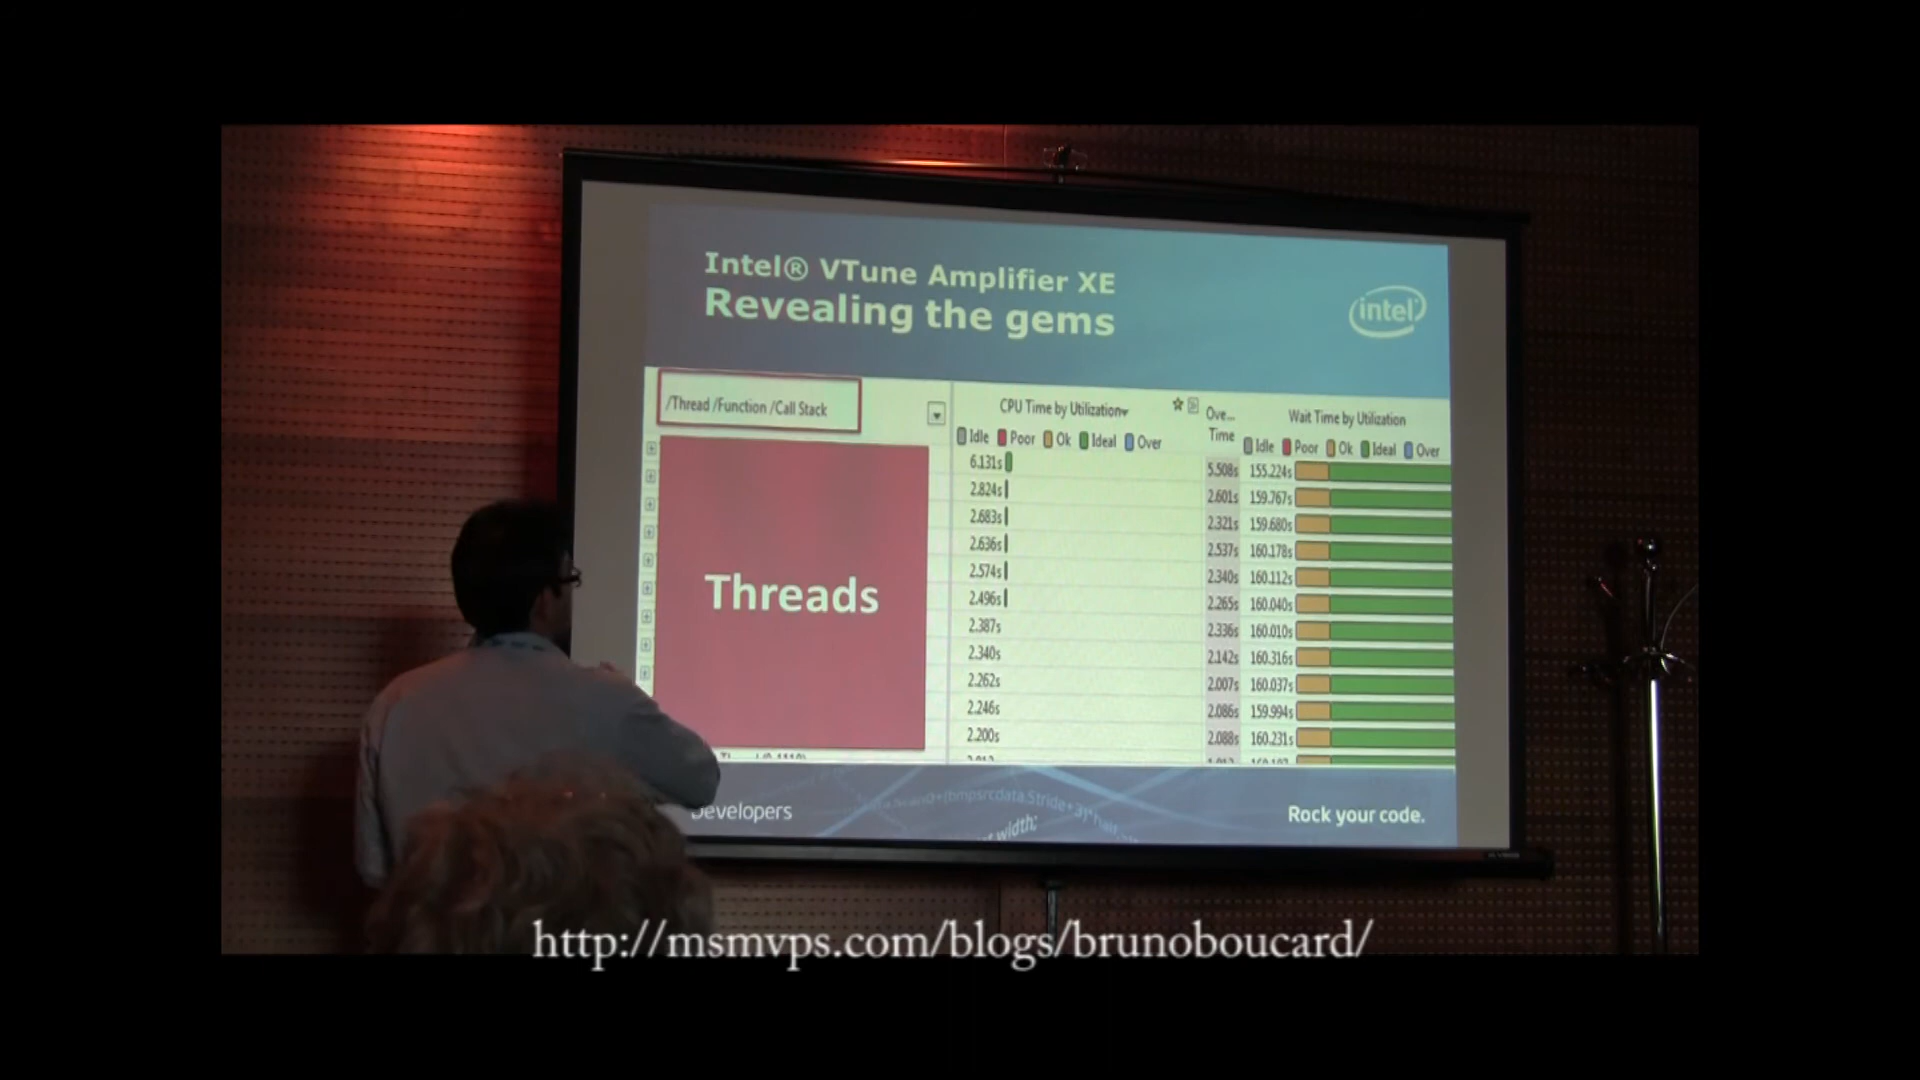 Intel® VTune Amplifier XE
Revealing the gems
intel
/Thread /Function /Call Stack
CPU Time by Utilization
Ove...
Time
Wait Time by Utilization
Idle Poor Ok Ideal Over
Idle Poor Ok Ideal Over
6.131s 5.508s 155.224s
2.824s 2.601s 159.767s
2.683s 2.321s 159.680s
2.636s 2.537s 160.178s
2.574s 2.340s 160.112s
2.496s 2.265s 160.040s
2.387s 2.336s 160.010s
2.340s 2.142s 160.316s
2.262s 2.007s 160.037s
2.246s 2.086s 159.994s
2.200s 2.088s 160.231s
Threads
Developers
width;
Rock your code.
http://msmvps.com/blogs/brunoboucard/